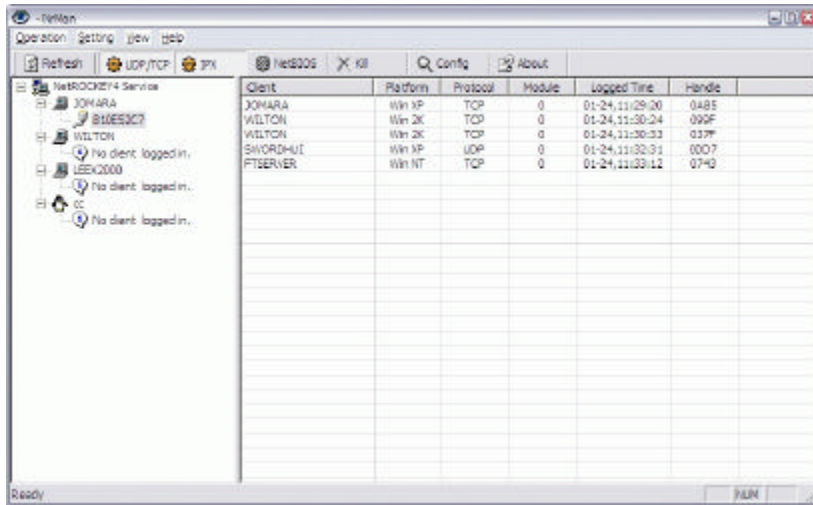 - NrMon
Operation Setting View Help
Refresh UDP/TCP IPX NetBIOS Kill Config About
NetROCKEY4 Service
JOMARA
B10E52C7
WILTON
No client logged in.
LEEX2000
No client logged in.
cc
No client logged in.
Client Platform Protocol Module Logged Time Handle
JOMARA Win XP TCP 0 01-24,11:29:20 0A85
WILTON Win 2K TCP 0 01-24,11:30:24 099F
WILTON Win 2K TCP 0 01-24,11:30:33 037F
SWORDHUI Win XP UDP 0 01-24,11:32:31 00D7
FTSERVER Win NT TCP 0 01-24,11:33:12 0743
Ready NUM